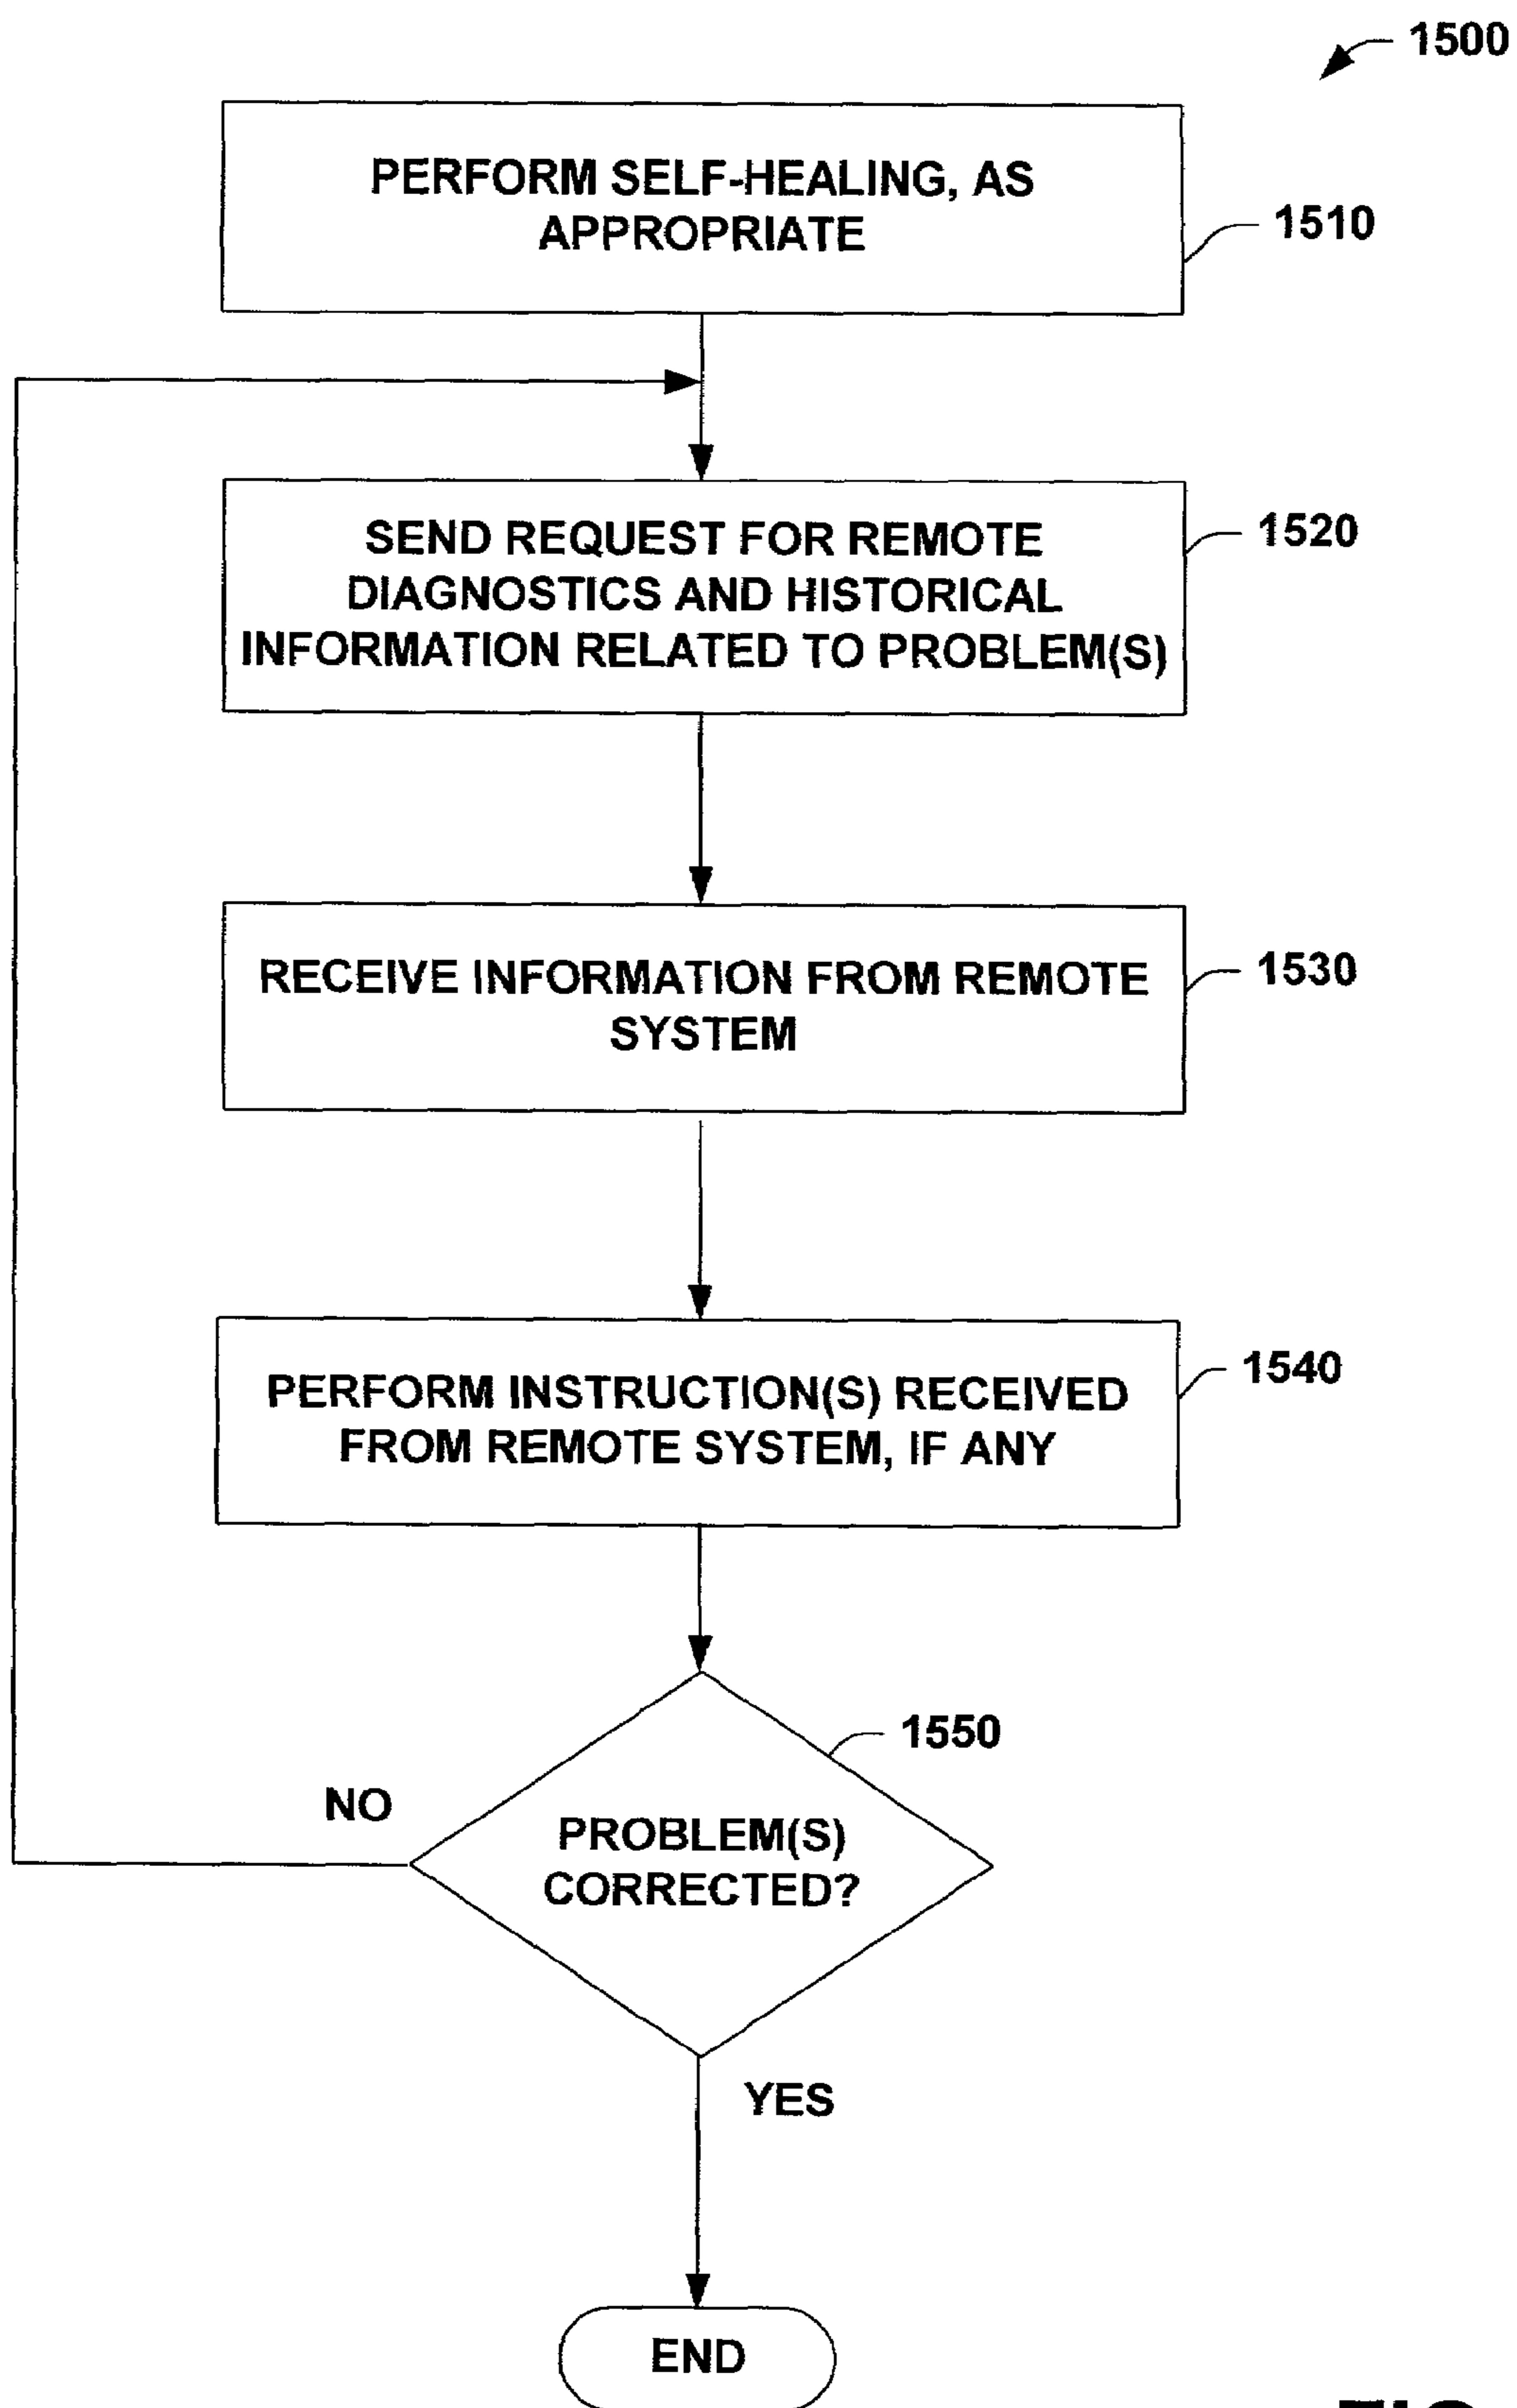 1500
PERFORM SELF-HEALING, AS
APPROPRIATE
1510
SEND REQUEST FOR REMOTE
DIAGNOSTICS AND HISTORICAL
INFORMATION RELATED TO PROBLEM(S)
1520
RECEIVE INFORMATION FROM REMOTE
SYSTEM
1530
PERFORM INSTRUCTION(S) RECEIVED
FROM REMOTE SYSTEM, IF ANY
1540
1550
NO
PROBLEM(S)
CORRECTED?
YES
END